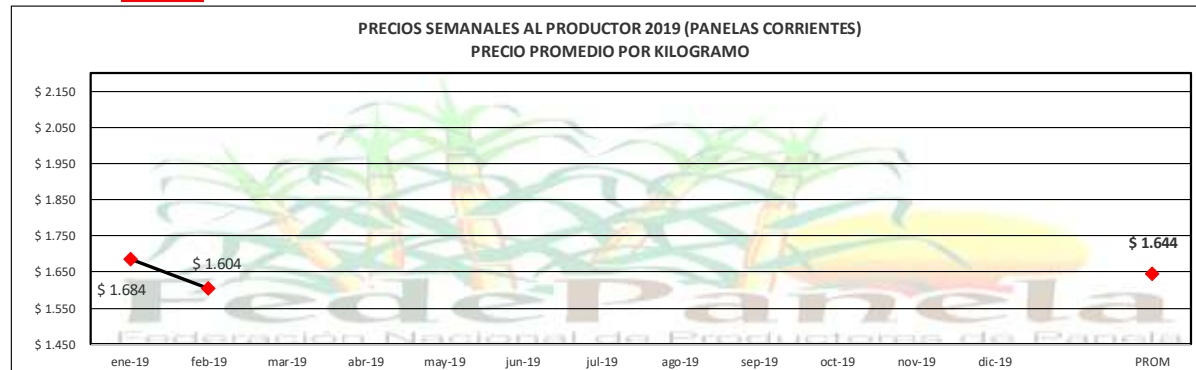 PRECIOS SEMANALES AL PRODUCTOR 2019 (PANELAS CORRIENTES)
PRECIO PROMEDIO POR KILOGRAMO
$ 2.150
$ 2.050
$ 1.950
$ 1.850
$ 1.750
$ 1.650
$ 1.550
$ 1.450
$ 1.684
$ 1.604
$ 1.644
FedePanela
Federación Nacional de Productores de Panela
ene-19 feb-19 mar-19 abr-19 may-19 jun-19 jul-19 ago-19 sep-19 oct-19 nov-19 dic-19 PROM